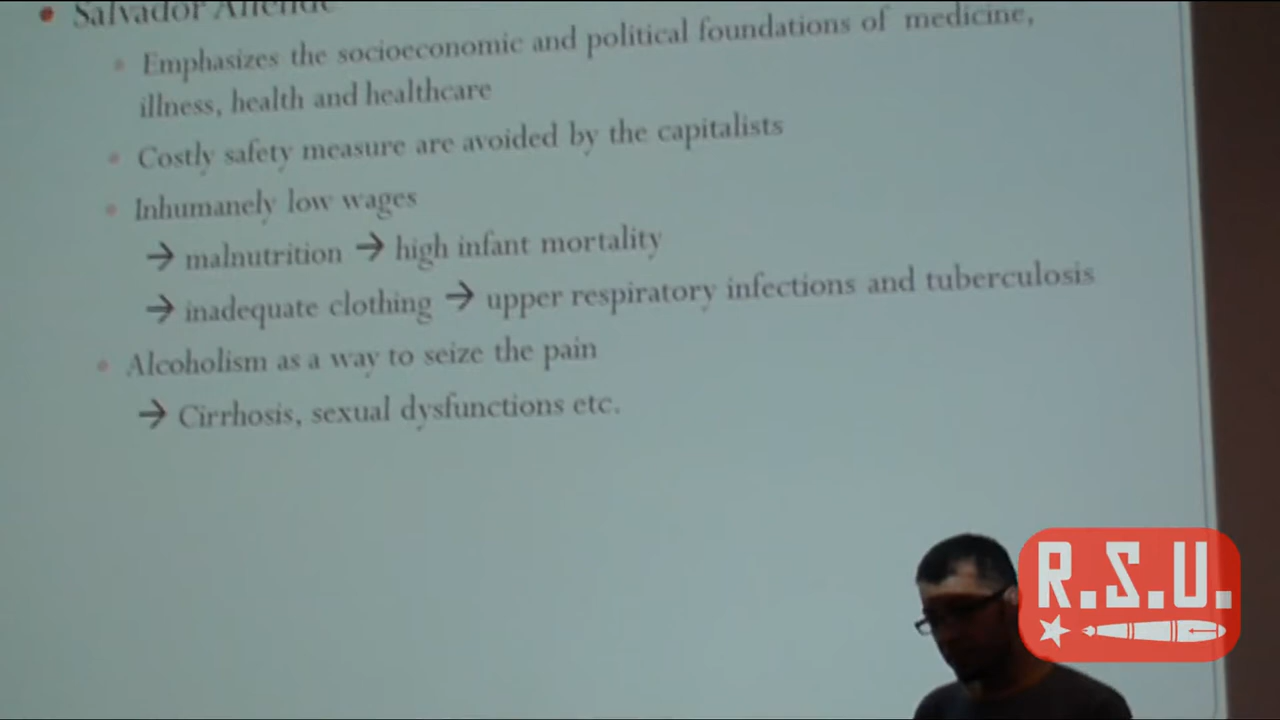 • Salvador Allende
• Emphasizes the socioeconomic and political foundations of medicine,
illness, health and healthcare
• Costly safety measure are avoided by the capitalists
• Inhumanely low wages
→ malnutrition → high infant mortality
→ inadequate clothing → upper respiratory infections and tuberculosis
• Alcoholism as a way to seize the pain
→ Cirrhosis, sexual dysfunctions etc.
R.S.U.